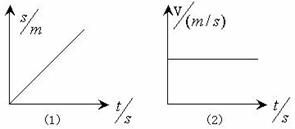 s/m
t/s
(1)
V/(m/s)
t/s
(2)